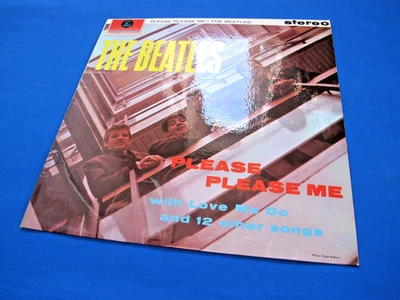 PLEASE PLEASE ME • THE BEATLES
stereo
THE BEATLES
PLEASE
PLEASE ME
with Love Me Do
and 12 other songs